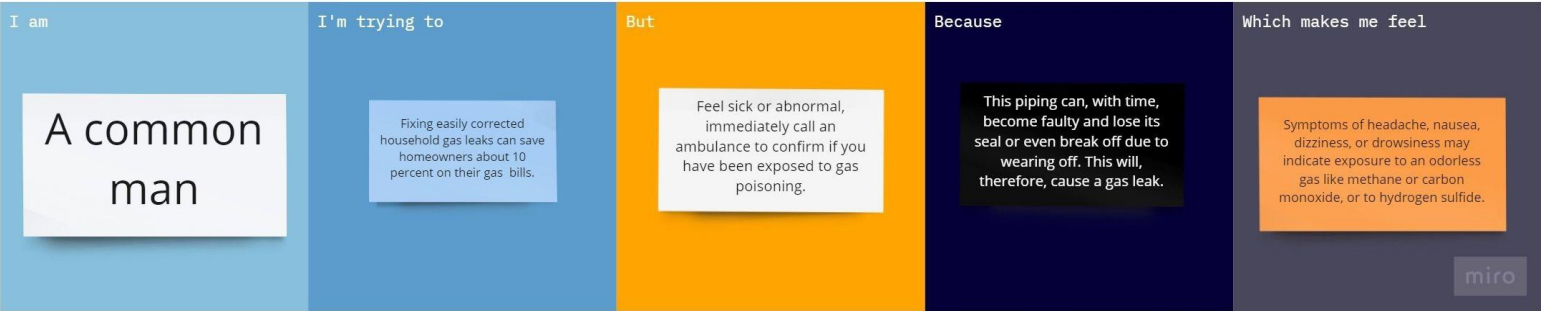 I am
A common
man
I'm trying to
Fixing easily corrected
household gas leaks can save
homeowners about 10
percent on their gas bills.
But
Feel sick or abnormal,
immediately call an
ambulance to confirm if you
have been exposed to gas
poisoning.
Because
This piping can, with time,
become faulty and lose its
seal or even break off due to
wearing off. This will,
therefore, cause a gas leak.
Which makes me feel
Symptoms of headache, nausea,
dizziness, or drowsiness may
indicate exposure to an odorless
gas like methane or carbon
monoxide, or to hydrogen sulfide.
miro